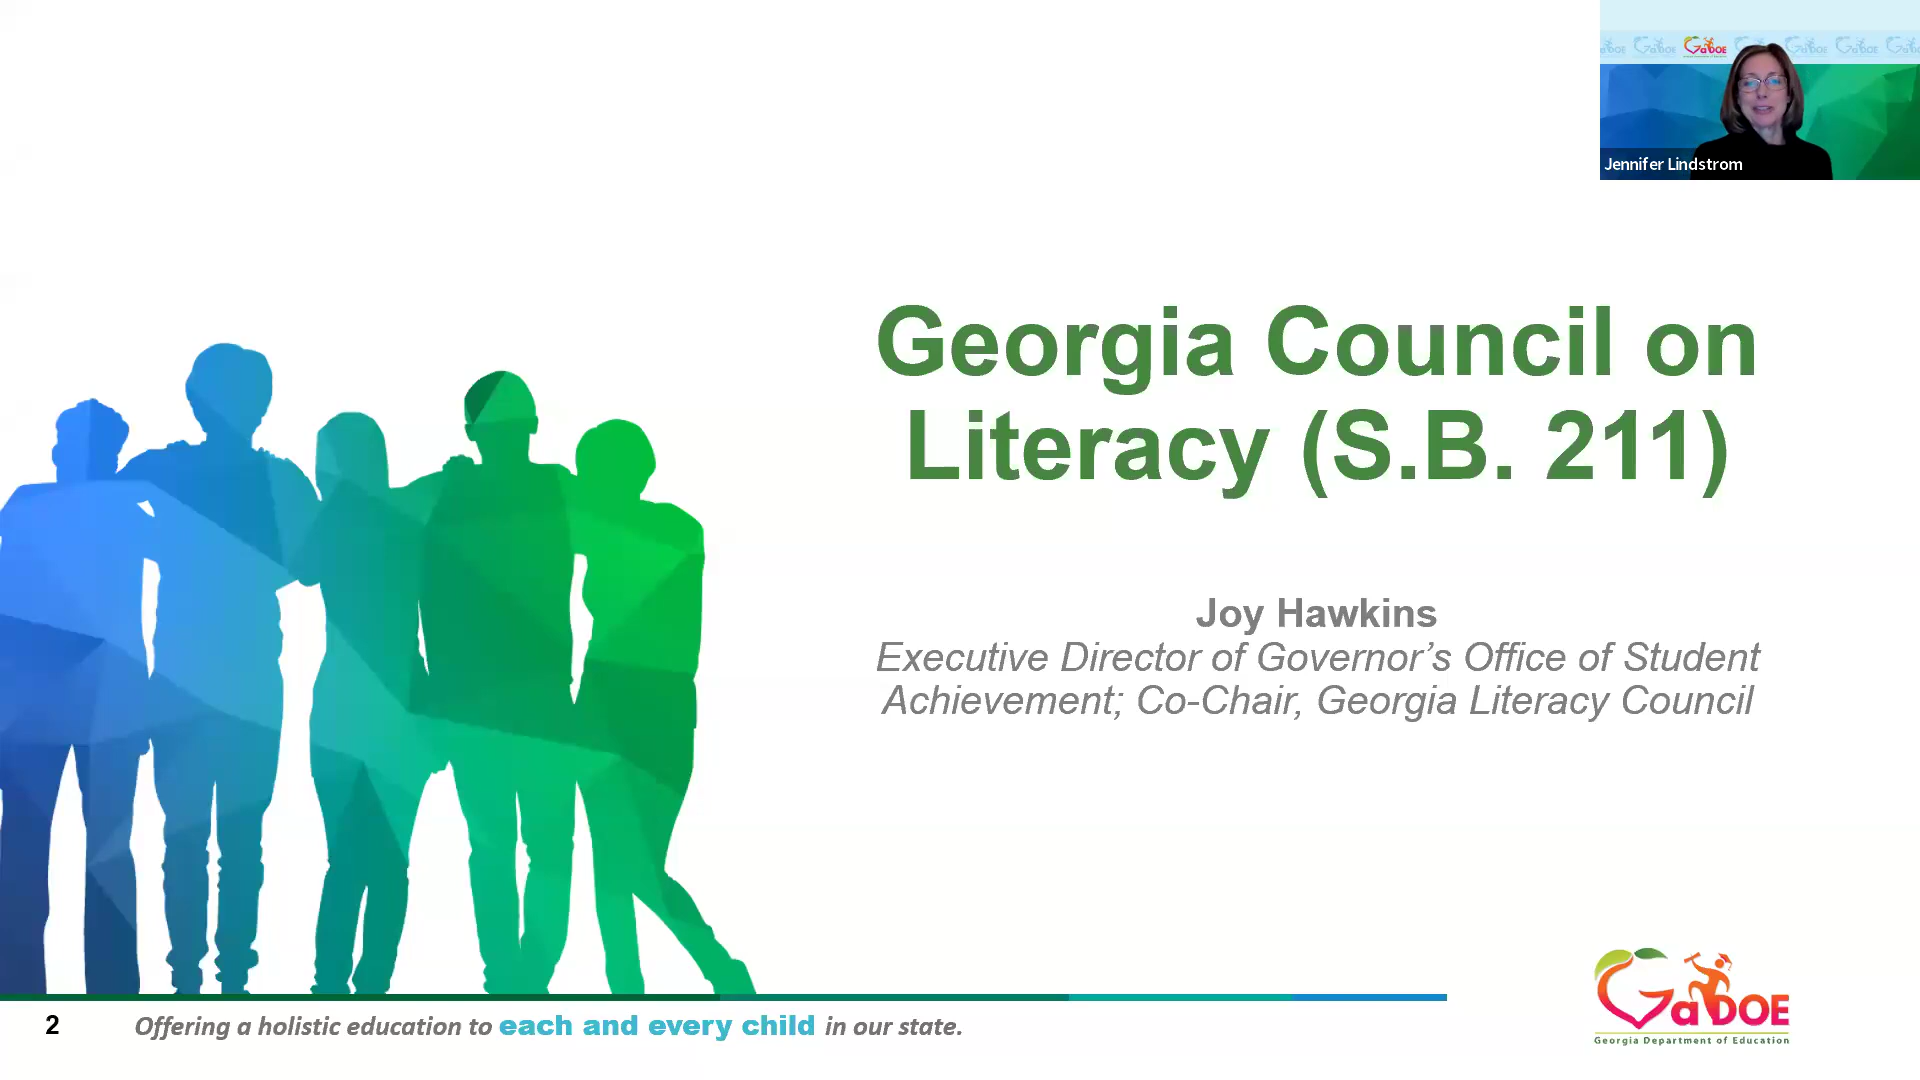 GaDOE
Jennifer Lindstrom
Georgia Council on
Literacy (S.B. 211)
Joy Hawkins
Executive Director of Governor’s Office of Student
Achievement; Co-Chair, Georgia Literacy Council
2
Offering a holistic education to each and every child in our state.
GaDOE
Georgia Department of Education